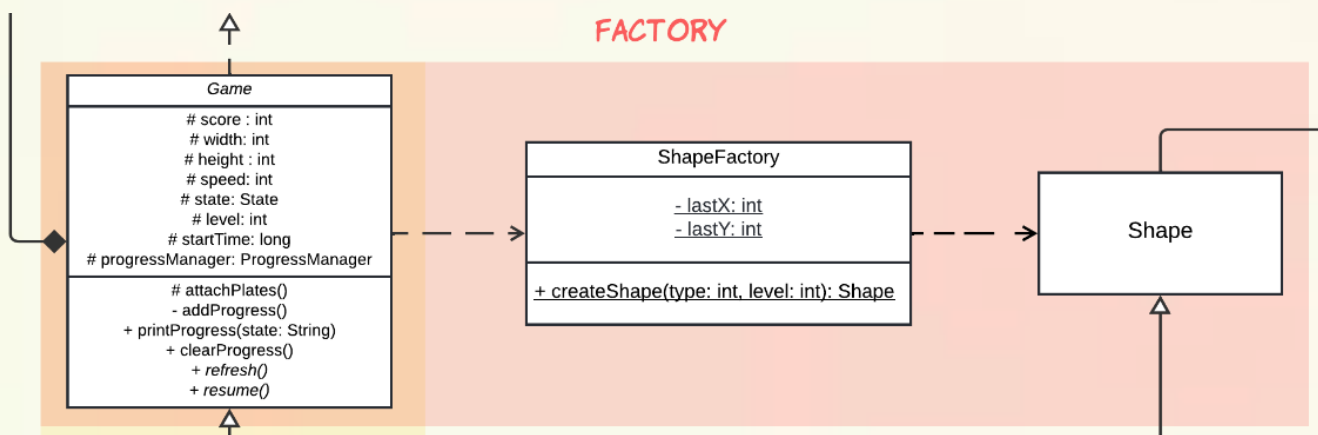 FACTORY
Game
# score : int
# width: int
# height : int
# speed: int
# state: State
# level: int
# startTime: long
# progressManager: ProgressManager
# attachPlates()
- addProgress()
+ printProgress(state: String)
+ clearProgress()
+ refresh()
+ resume()
ShapeFactory
- lastX: int
- lastY: int
+ createShape(type: int, level: int): Shape
Shape